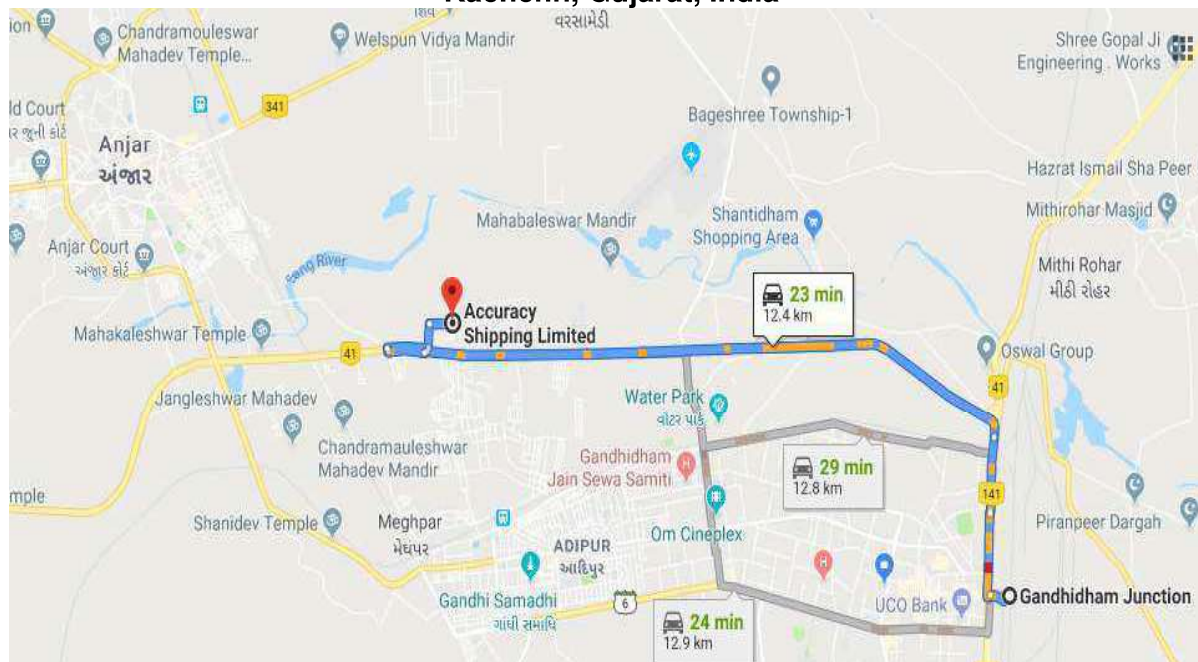 Kachchh, Gujarat, India
વરસામેડી
Chandramouleswar
Mahadev Temple...
Welspun Vidya Mandir
Shree Gopal Ji
Engineering . Works
341
ld Court
Anjar
અંજાર
Bageshree Township-1
Hazrat Ismail Sha Peer
Mahabaleswar Mandir
Shantidham
Shopping Area
Mithirohar Masjid
Anjar Court
અંજાર કોર્ટ
Mithi Rohar
મીઠી રોહર
23 min
12.4 km
Accuracy
Shipping Limited
Mahakaleshwar Temple
41
Oswal Group
41
Jangleshwar Mahadev
Water Park
વોટર પાર્ક
Chandramauleshwar
Mahadev Mandir
Gandhidham
Jain Sewa Samiti
29 min
12.8 km
141
mple
Shanidev Temple
Meghpar
મેઘપર
Om Cineplex
Piranpeer Dargah
ADIPUR
આદિપુર
Gandhi Samadhi
ગાંધી સમાધિ
6
UCO Bank
Gandhidham Junction
24 min
12.9 km